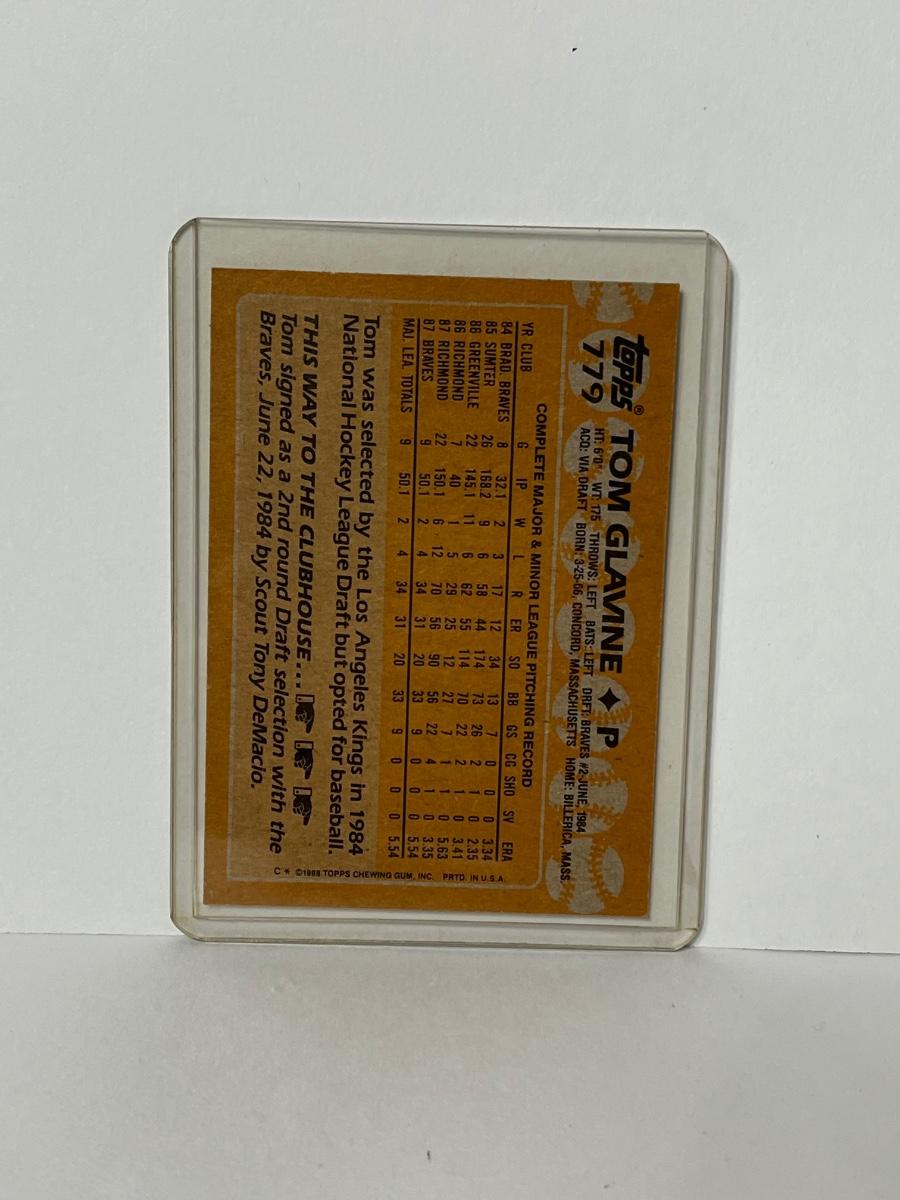 topps® TOM GLAVINE ✦ P
779 HT: 6'0" WT: 175 THROWS: LEFT BATS: LEFT DRFT: BRAVES #2-JUNE, 1984
ACQ: VIA DRAFT BORN: 3-25-66, CONCORD, MASSACHUSETTS HOME: BILLERICA, MASS.
COMPLETE MAJOR & MINOR LEAGUE PITCHING RECORD
YR CLUB G IP W L R ER SO BB GS CG SHO SV ERA
84 BRAD. BRAVES 8 32.1 2 3 17 12 34 13 7 0 0 0 3.34
85 SUMTER 26 168.2 9 6 58 44 174 73 26 2 1 0 2.35
86 GREENVILLE 22 145.1 11 6 62 55 114 70 22 2 1 0 3.41
86 RICHMOND 7 40 1 5 29 25 12 27 7 1 1 0 5.63
87 RICHMOND 22 150.1 6 12 70 56 90 56 22 4 1 0 3.35
87 BRAVES 9 50.1 2 4 34 31 20 33 9 0 0 0 5.54
MAJ. LEA. TOTALS 9 50.1 2 4 34 31 20 33 9 0 0 0 5.54
Tom was selected by the Los Angeles Kings in 1984
National Hockey League Draft but opted for baseball.
THIS WAY TO THE CLUBHOUSE...
Tom signed as a 2nd round Draft selection with the
Braves, June 22, 1984 by Scout Tony DeMacio.
C * ©1988 TOPPS CHEWING GUM, INC. PRTD. IN U.S.A.